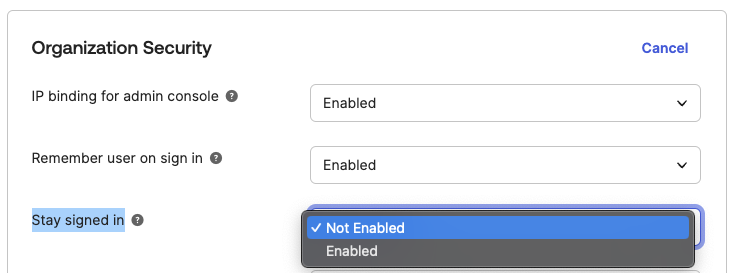 Organization Security
Cancel
IP binding for admin console ?
Enabled
Remember user on sign in ?
Enabled
Stay signed in ?
✓ Not Enabled
Enabled